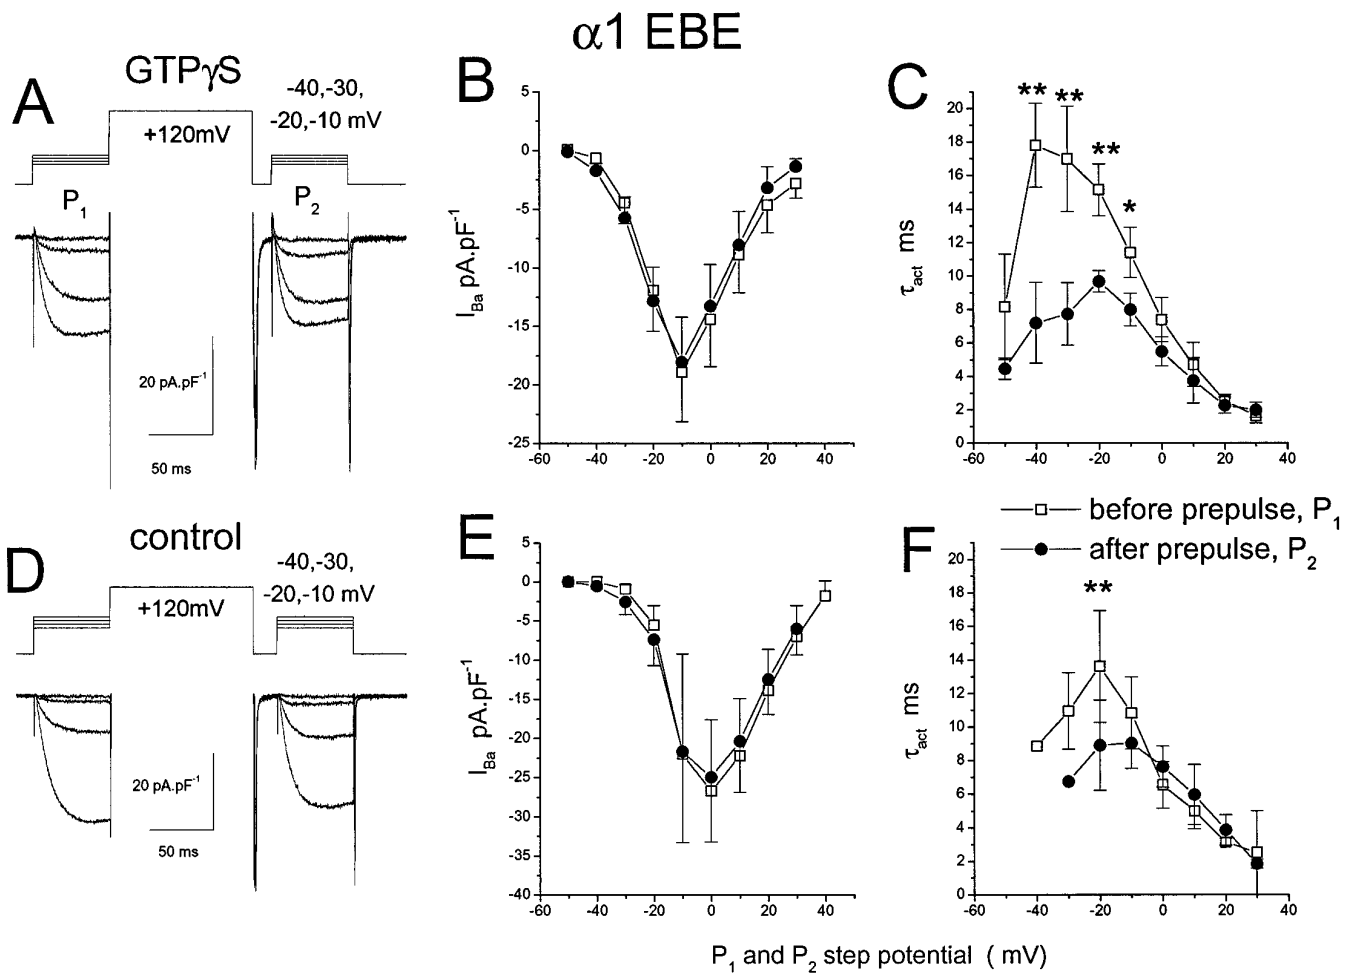 α1 EBE
A
GTPγS
-40,-30,
-20,-10 mV
+120mV
P1
P2
20 pA.pF-1
50 ms
B
5
0
-5
-10
-15
-20
-25
-60 -40 -20 0 20 40
IBa pA.pF-1
C
** ** ** *
20
18
16
14
12
10
8
6
4
2
0
-60 -40 -20 0 20 40
τact ms
before prepulse, P1
after prepulse, P2
D
control
-40,-30,
-20,-10 mV
+120mV
20 pA.pF-1
50 ms
E
5
0
-5
-10
-15
-20
-25
-30
-35
-40
-60 -40 -20 0 20 40
IBa pA.pF-1
F
**
20
18
16
14
12
10
8
6
4
2
0
-60 -40 -20 0 20 40
τact ms
P1 and P2 step potential ( mV)